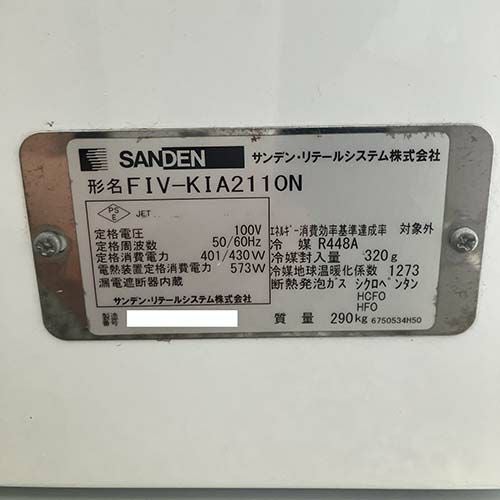 SANDEN サンデン・リテールシステム株式会社
形名 FIV-KIA2110N
PS E JET
定格電圧 100V
定格周波数 50/60Hz
定格消費電力 401/430W
電熱装置定格消費電力 573W
漏電遮断器内蔵
サンデン・リテールシステム株式会社
エネルギー消費効率基準達成率 対象外
冷媒 R448A
冷媒封入量 320g
冷媒地球温暖化係数 1273
断熱発泡ガス シクロペンタン
HCFO
HFO
製造番号
質量 290kg 6750534H50